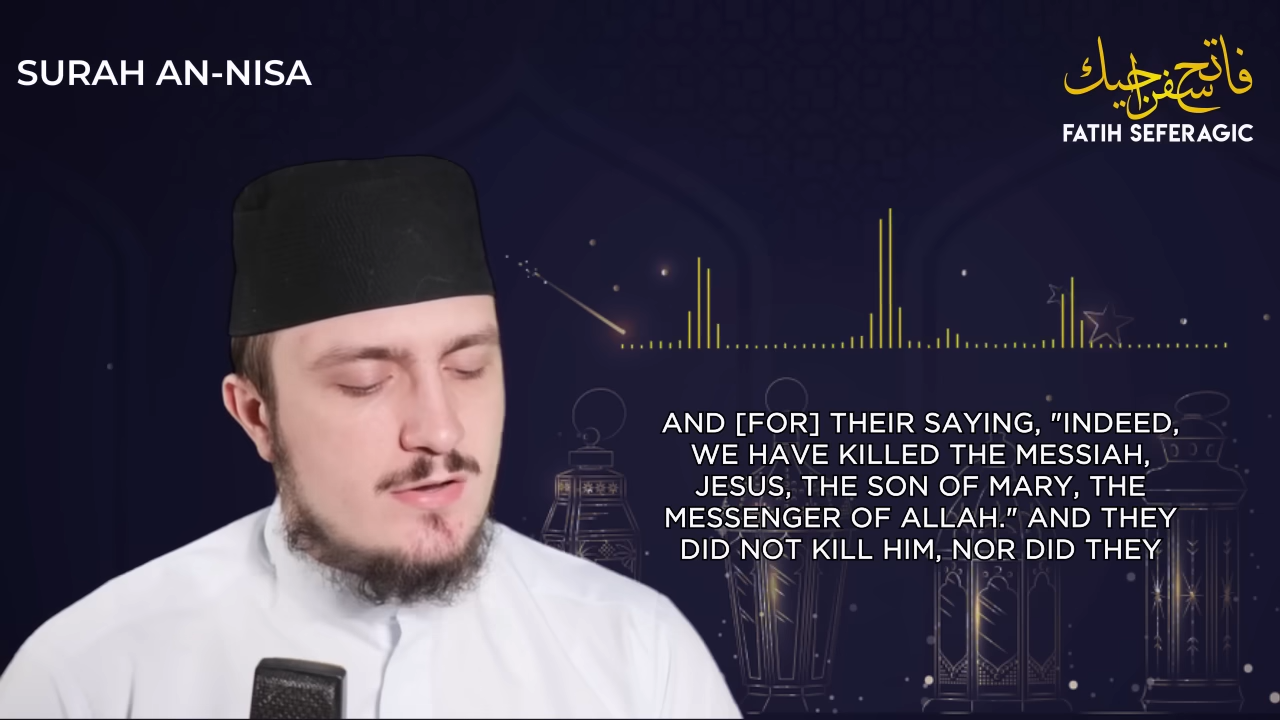 SURAH AN-NISA
فاتح سفراجيك
FATIH SEFERAGIC
AND [FOR] THEIR SAYING, "INDEED,
WE HAVE KILLED THE MESSIAH,
JESUS, THE SON OF MARY, THE
MESSENGER OF ALLAH." AND THEY
DID NOT KILL HIM, NOR DID THEY